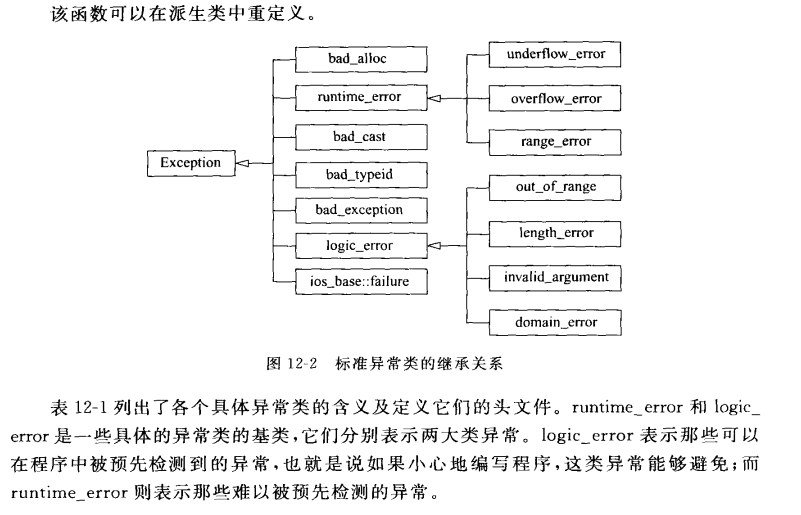 该函数可以在派生类中重定义。
bad_alloc
runtime_error
bad_cast
Exception
bad_typeid
bad_exception
logic_error
ios_base::failure
underflow_error
overflow_error
range_error
out_of_range
length_error
invalid_argument
domain_error
图 12-2 标准异常类的继承关系
表 12-1 列出了各个具体异常类的含义及定义它们的头文件。runtime_error 和 logic_
error 是一些具体的异常类的基类,它们分别表示两大类异常。logic_error 表示那些可以
在程序中被预先检测到的异常,也就是说如果小心地编写程序,这类异常能够避免;而
runtime_error 则表示那些难以被预先检测的异常。